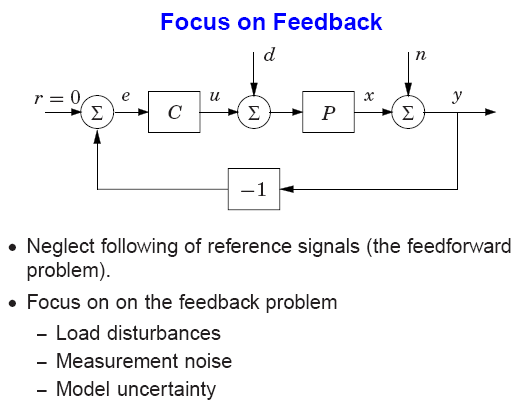 Focus on Feedback
d
n
r = 0
e
u
x
y
Σ
C
Σ
P
Σ
−1
• Neglect following of reference signals (the feedforward
problem).
• Focus on on the feedback problem
– Load disturbances
– Measurement noise
– Model uncertainty